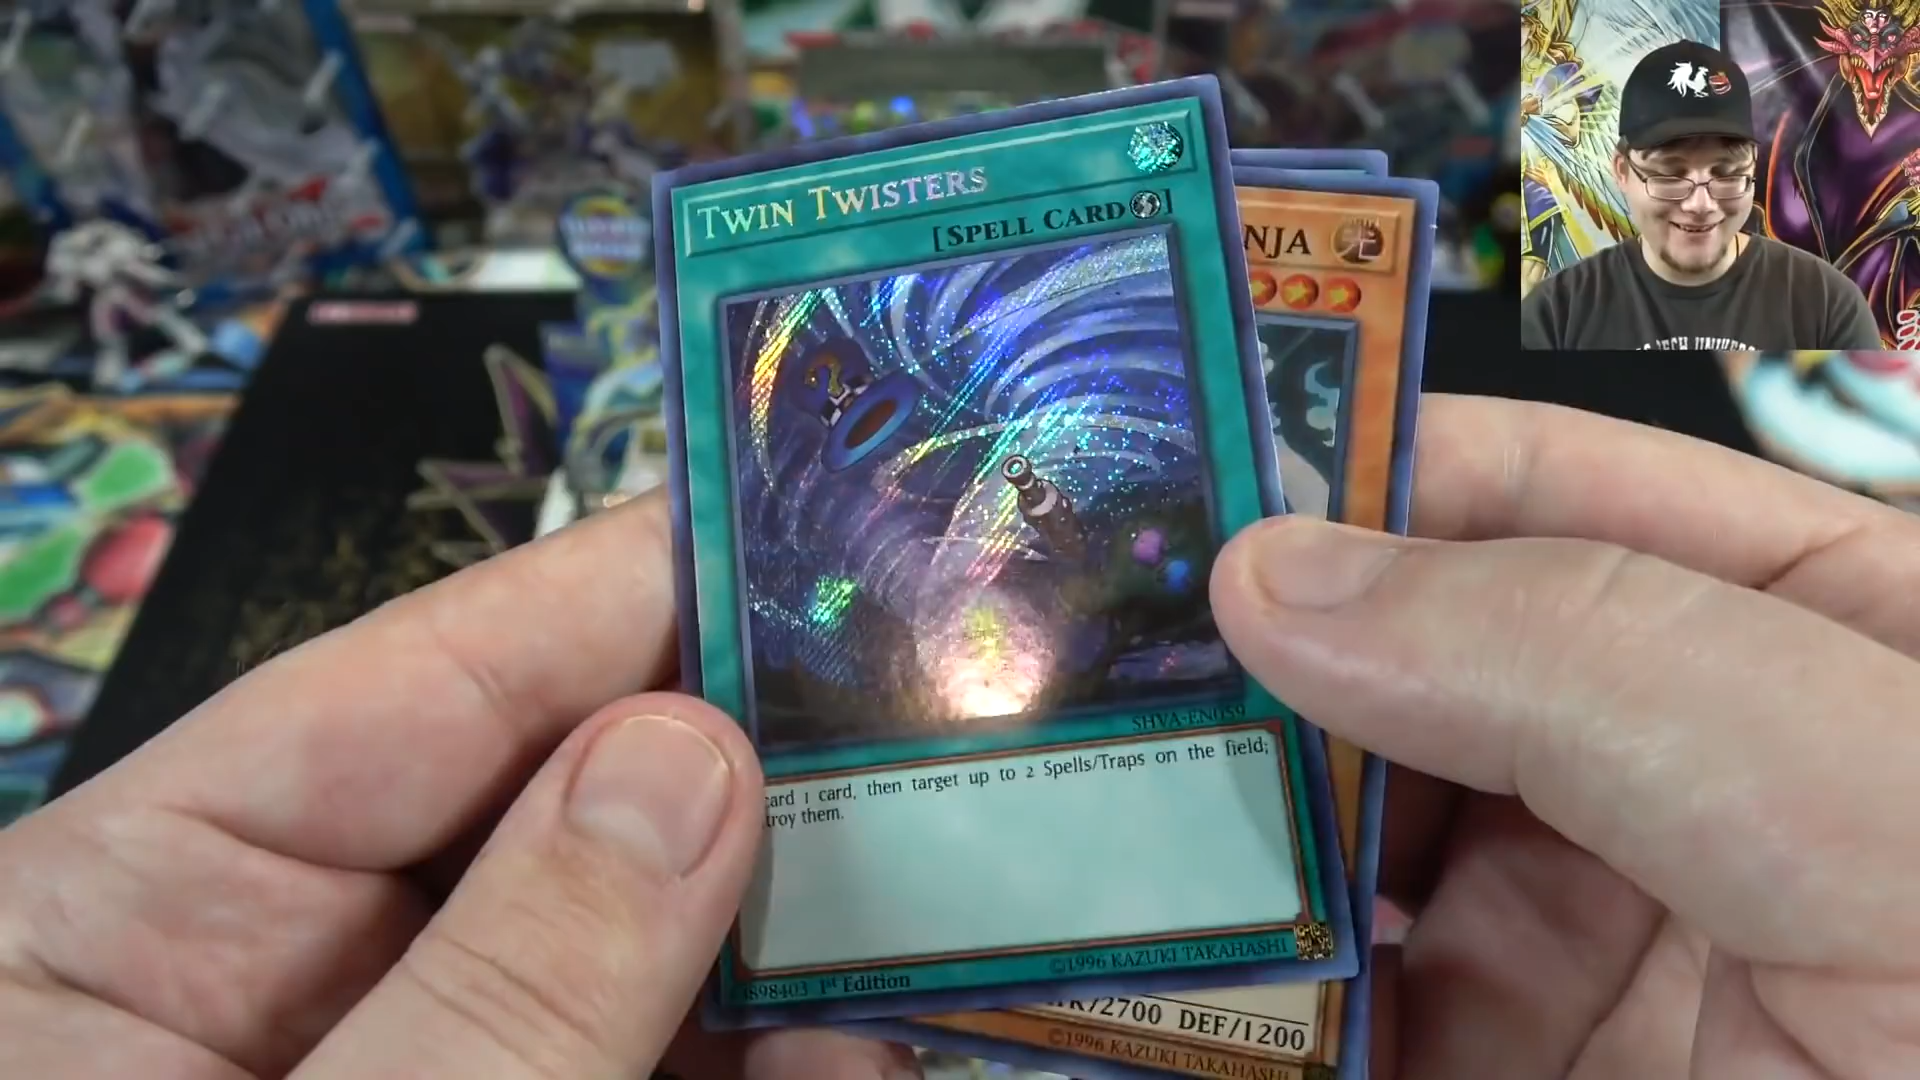 TWIN TWISTERS
[SPELL CARD]
SHVA-EN059
card 1 card, then target up to 2 Spells/Traps on the field;
troy them.
898403 1st Edition
©1996 KAZUKI TAKAHASHI
NJA
/2700 DEF/1200
©1996 KAZUKI TAKAHASHI